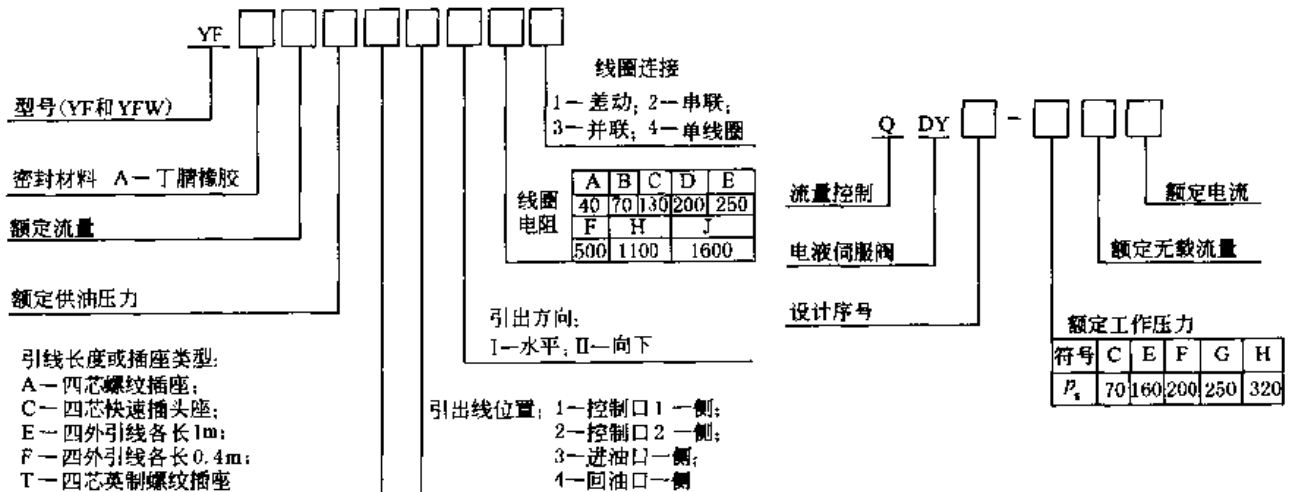 YF
型号(YF和YFW)
密封材料 A—丁腈橡胶
额定流量
额定供油压力
引线长度或插座类型:
A—四芯螺纹插座;
C—四芯快速插头座;
E—四外引线各长1m;
F—四外引线各长0.4m;
T—四芯英制螺纹插座
线圈连接
1—差动; 2—串联;
3—并联; 4—单线圈
线圈
电阻
A B C D E
40 70 130 200 250
F H J
500 1100 1600
引出方向:
I—水平; II—向下
引出线位置: 1—控制口1一侧;
2—控制口2一侧;
3—进油口一侧;
4—回油口一侧
Q DY -
流量控制
电液伺服阀
设计序号
额定电流
额定无载流量
额定工作压力
符号 C E F G H
Ps 70 160 200 250 320